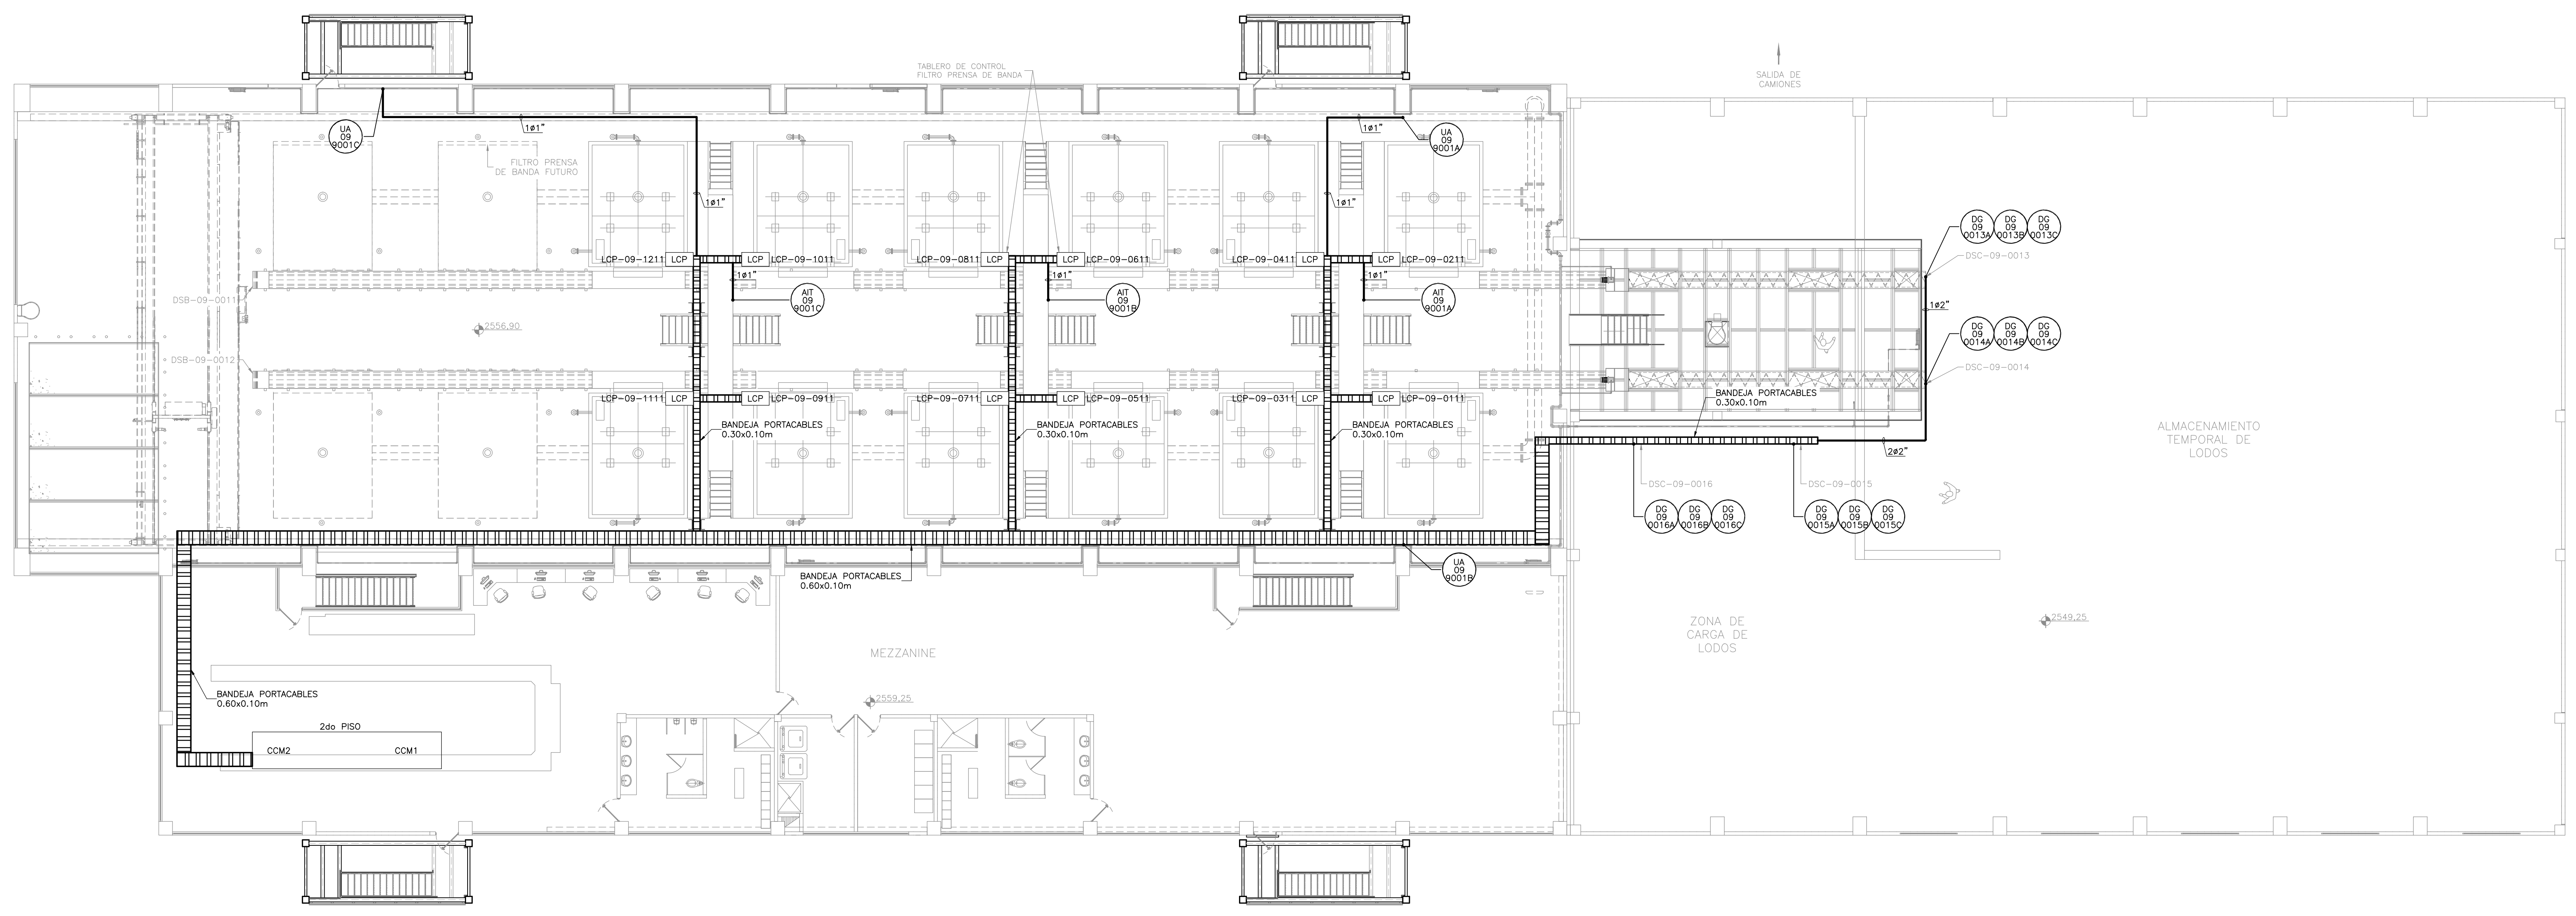 TABLERO DE CONTROL
FILTRO PRENSA DE BANDA
SALIDA DE
CAMIONES
UA
09
9001C
1ø1"
1ø1"
UA
09
9001A
FILTRO PRENSA
DE BANDA FUTURO
1ø1"
1ø1"
DG
09
0013A
DG
09
0013B
DG
09
0013C
DSC-09-0013
LCP-09-1211
LCP
LCP
LCP-09-1011
LCP-09-0811
LCP
LCP
LCP-09-0611
LCP-09-0411
LCP
LCP
LCP-09-0211
1ø1"
1ø1"
1ø1"
DSB-09-0011
AIT
09
9001C
AIT
09
9001B
AIT
09
9001A
1ø2"
2556,90
DG
09
0014A
DG
09
0014B
DG
09
0014C
DSB-09-0012
DSC-09-0014
LCP-09-1111
LCP
LCP
LCP-09-0911
LCP-09-0711
LCP
LCP
LCP-09-0511
LCP-09-0311
LCP
LCP
LCP-09-0111
BANDEJA PORTACABLES
0.30x0.10m
BANDEJA PORTACABLES
0.30x0.10m
BANDEJA PORTACABLES
0.30x0.10m
BANDEJA PORTACABLES
0.30x0.10m
2ø2"
ALMACENAMIENTO
TEMPORAL DE
LODOS
DSC-09-0016
DSC-09-0015
DG
09
0016A
DG
09
0016B
DG
09
0016C
DG
09
0015A
DG
09
0015B
DG
09
0015C
BANDEJA PORTACABLES
0.60x0.10m
UA
09
9001B
ZONA DE
CARGA DE
LODOS
2549,25
MEZZANINE
2559,25
BANDEJA PORTACABLES
0.60x0.10m
2do PISO
CCM2
CCM1